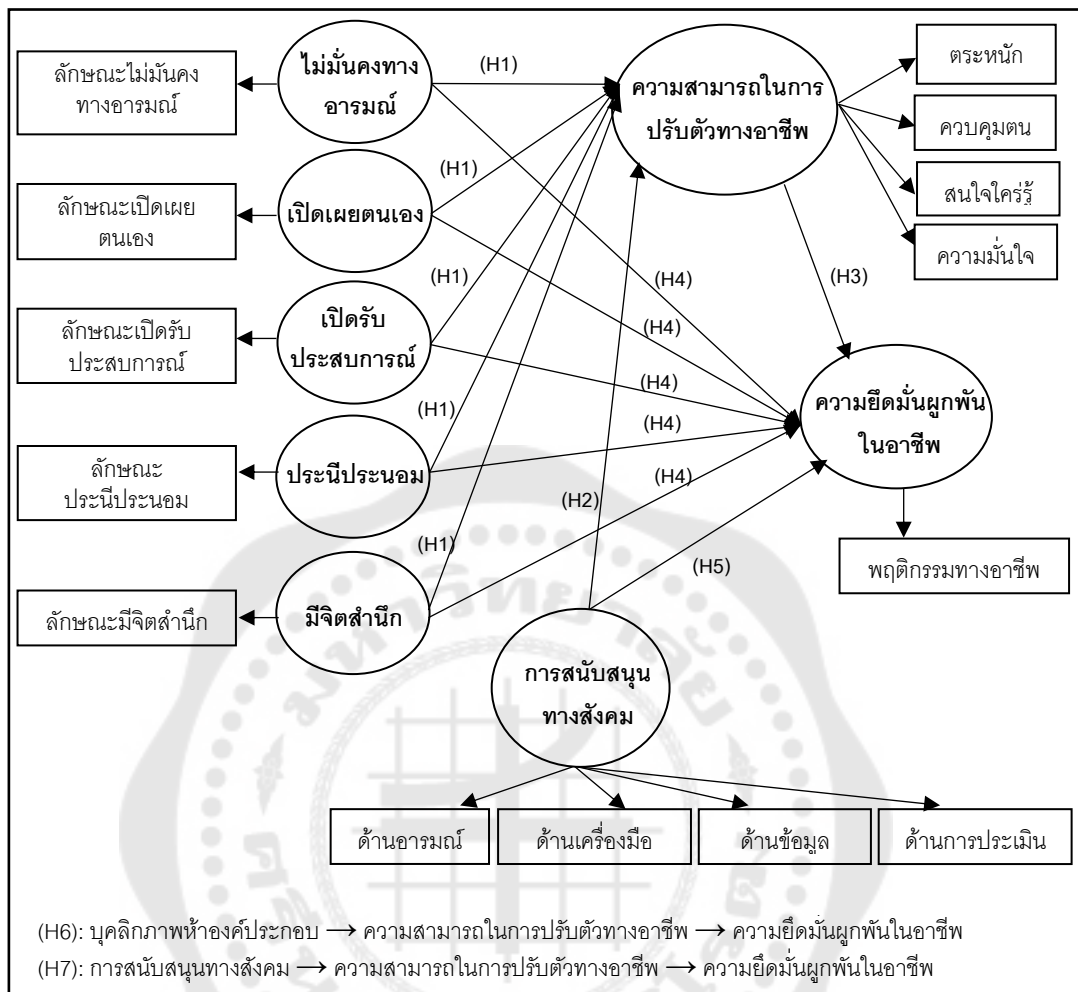 ลักษณะไม่มันคง
ทางอารมณ์
ไม่มั่นคงทาง
อารมณ์
(H1)
ความสามารถในการ
ปรับตัวทางอาชีพ
ตระหนัก
ควบคุมตน
สนใจใคร่รู้
ความมั่นใจ
ลักษณะเปิดเผย
ตนเอง
เปิดเผยตนเอง
(H1)
(H4)
(H3)
ลักษณะเปิดรับ
ประสบการณ์
เปิดรับ
ประสบการณ์
(H1)
(H4)
(H4)
ความยึดมั่นผูกพัน
ในอาชีพ
ลักษณะ
ประนีประนอม
ประนีประนอม
(H1)
(H4)
(H4)
(H2)
(H1)
(H5)
พฤติกรรมทางอาชีพ
ลักษณะมีจิตสำนึก
มีจิตสำนึก
การสนับสนุน
ทางสังคม
ด้านอารมณ์
ด้านเครื่องมือ
ด้านข้อมูล
ด้านการประเมิน
(H6): บุคลิกภาพห้าองค์ประกอบ → ความสามารถในการปรับตัวทางอาชีพ → ความยึดมั่นผูกพันในอาชีพ
(H7): การสนับสนุนทางสังคม → ความสามารถในการปรับตัวทางอาชีพ → ความยึดมั่นผูกพันในอาชีพ